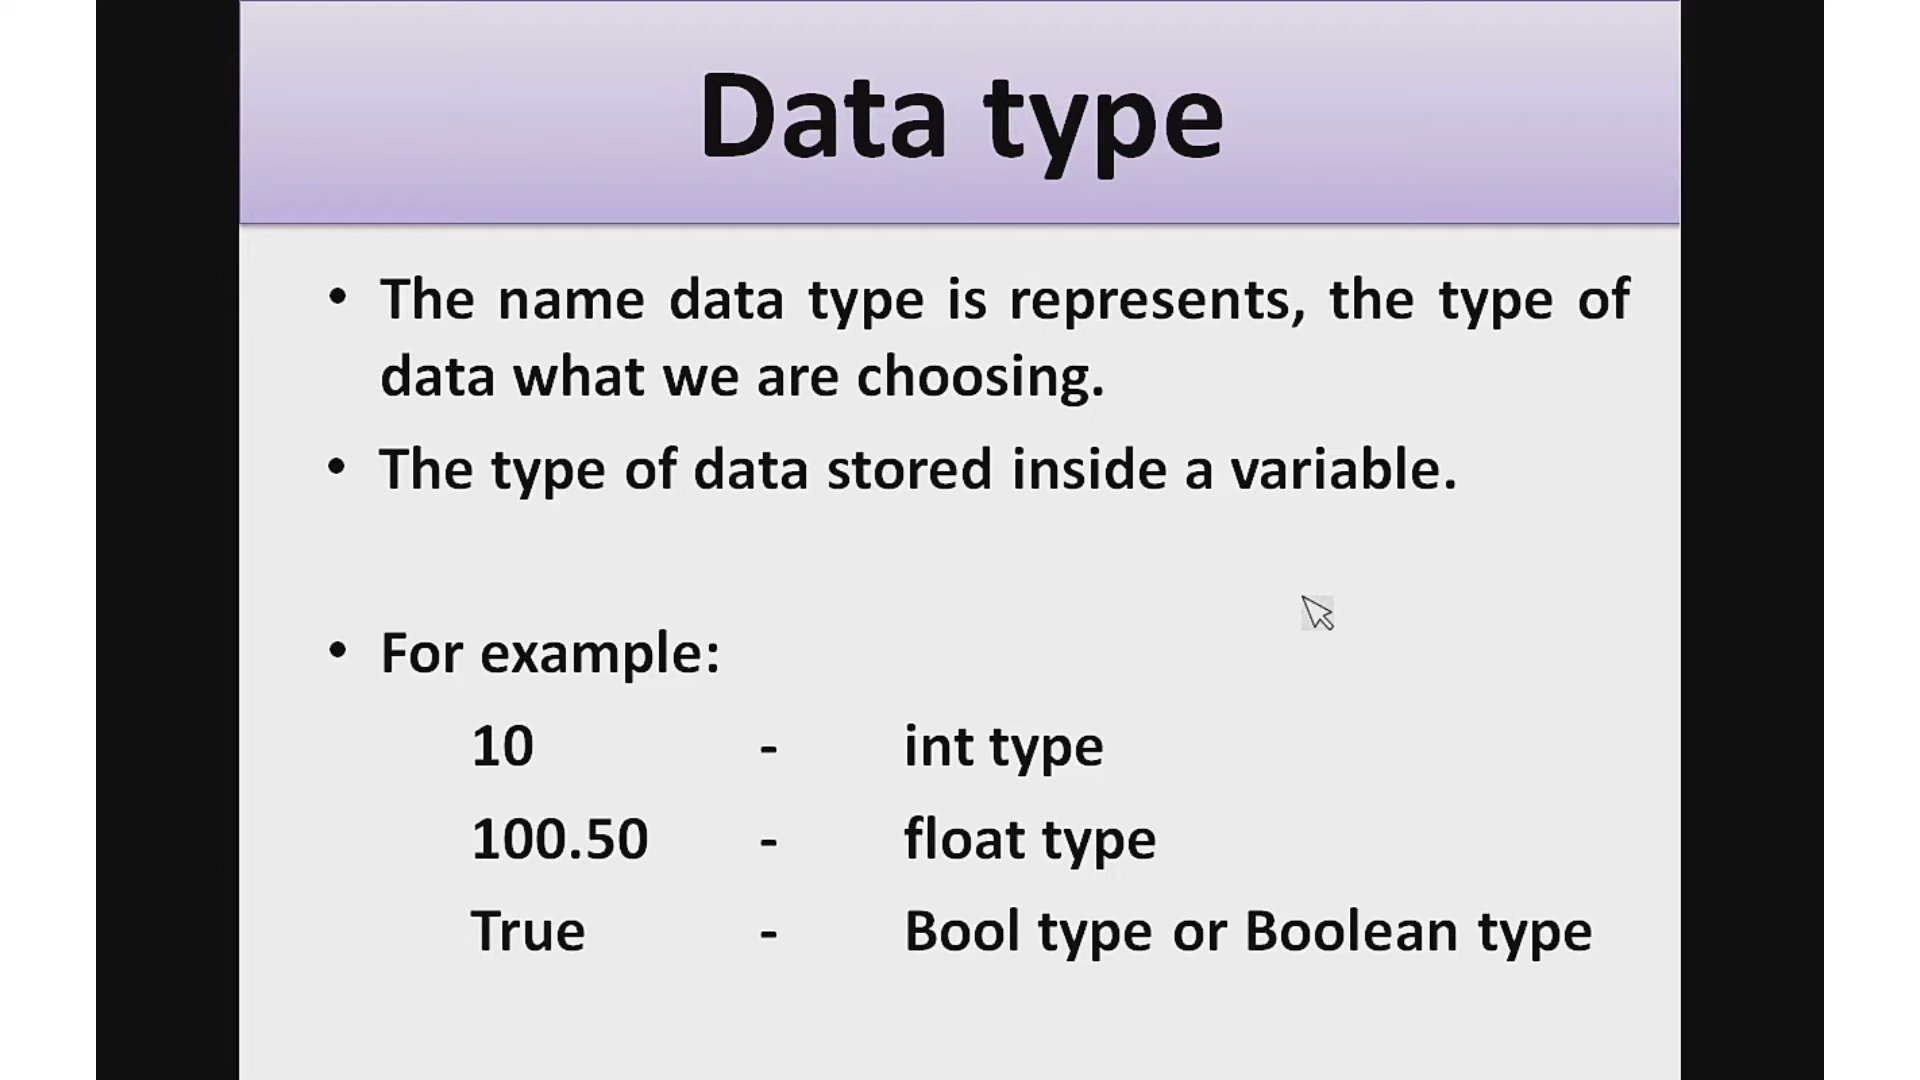 Data type
• The name data type is represents, the type of
data what we are choosing.
• The type of data stored inside a variable.
• For example:
10 - int type
100.50 - float type
True - Bool type or Boolean type